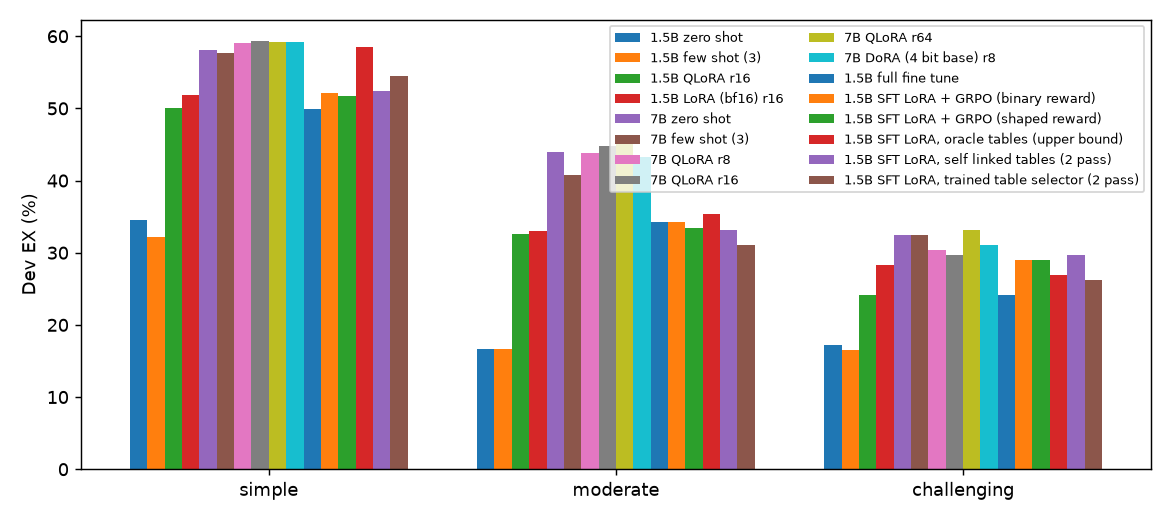 60
50
40
30
20
10
0
Dev EX (%)
1.5B zero shot
1.5B few shot (3)
1.5B QLoRA r16
1.5B LoRA (bf16) r16
7B zero shot
7B few shot (3)
7B QLoRA r8
7B QLoRA r16
7B QLoRA r64
7B DoRA (4 bit base) r8
1.5B full fine tune
1.5B SFT LoRA + GRPO (binary reward)
1.5B SFT LoRA + GRPO (shaped reward)
1.5B SFT LoRA, oracle tables (upper bound)
1.5B SFT LoRA, self linked tables (2 pass)
1.5B SFT LoRA, trained table selector (2 pass)
simple
moderate
challenging